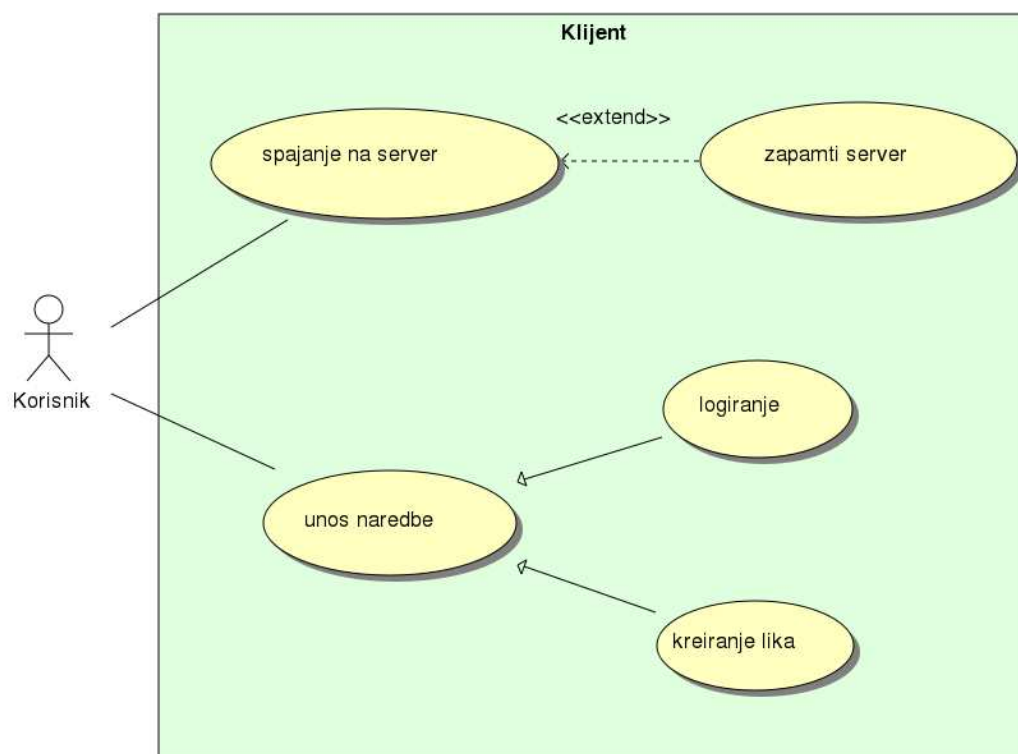 Klijent
<<extend>>
spajanje na server
zapamti server
Korisnik
logiranje
unos naredbe
kreiranje lika